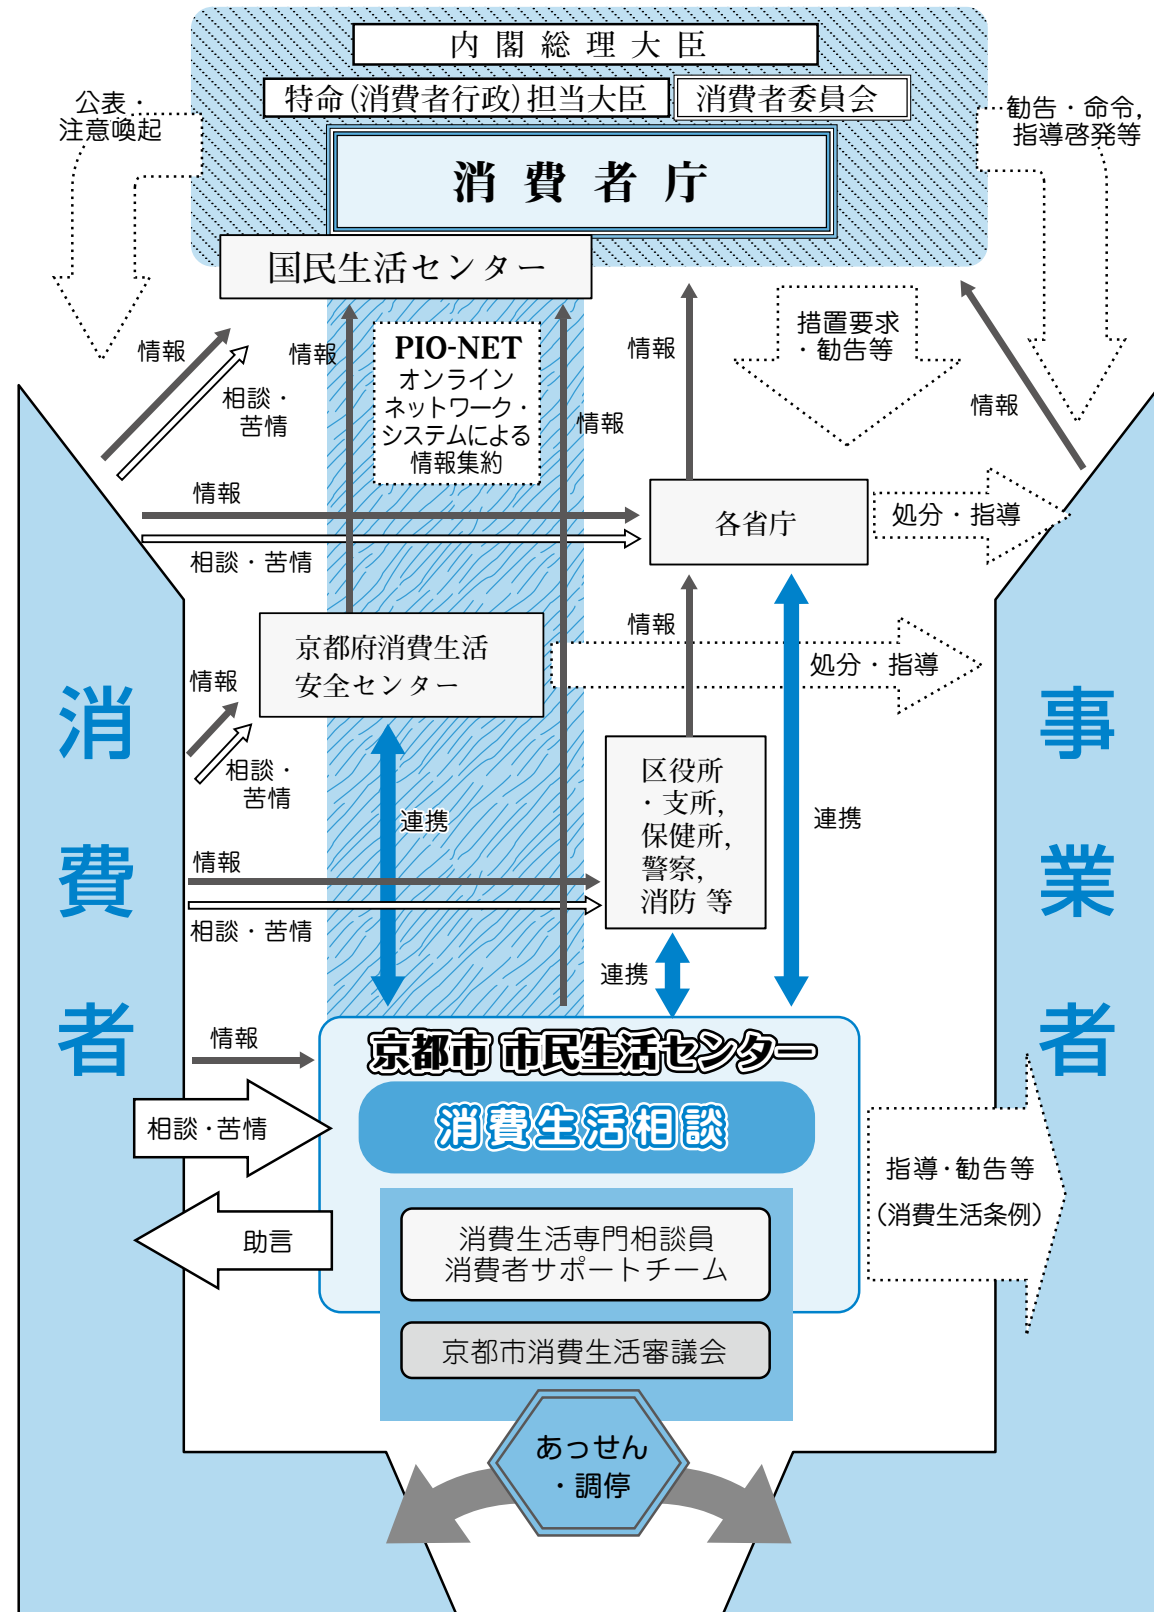 内閣総理大臣
特命(消費者行政)担当大臣
消費者委員会
消費者庁
公表・
注意喚起
勧告・命令,
指導啓発等
国民生活センター
情報
相談・
苦情
情報
PIO-NET
オンライン
ネットワーク・
システムによる
情報集約
情報
情報
措置要求
・勧告等
情報
情報
相談・苦情
各省庁
処分・指導
京都府消費生活
安全センター
情報
処分・指導
情報
相談・
苦情
消費者
事業者
連携
区役所
・支所,
保健所,
警察,
消防 等
連携
情報
相談・苦情
連携
情報
京都市 市民生活センター
消費生活相談
相談・苦情
助言
指導・勧告等
(消費生活条例)
消費生活専門相談員
消費者サポートチーム
京都市消費生活審議会
あっせん
・調停